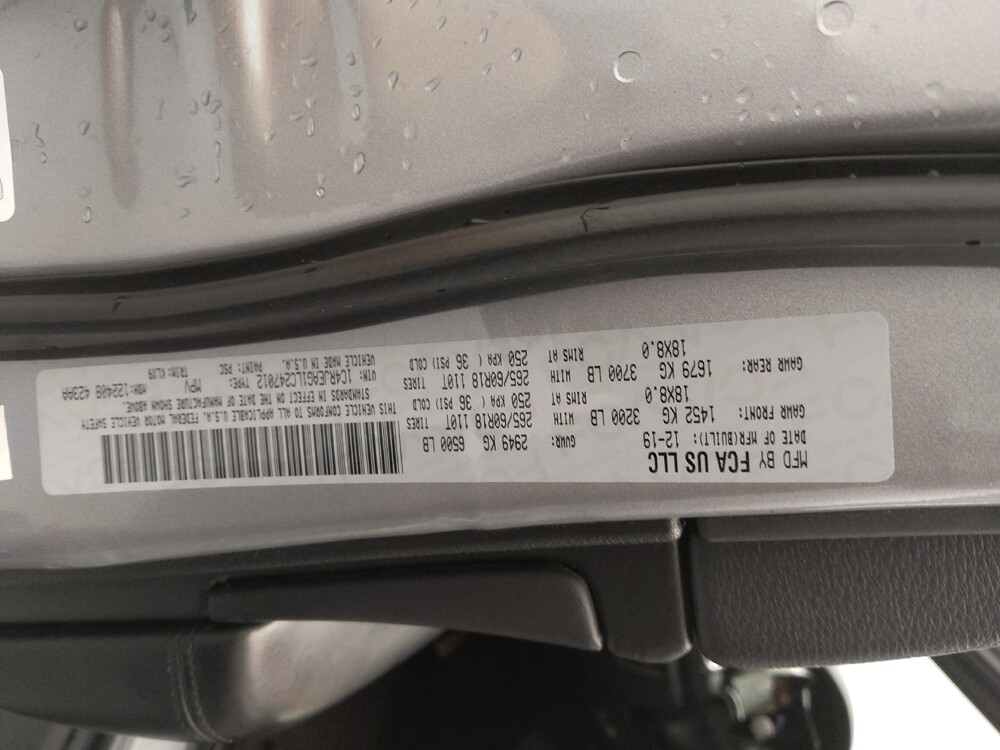 MFD BY FCA US LLC
DATE OF MFR(BUILT): 12-19 GVWR: 2949 KG 6500 LB
GAWR FRONT: 1452 KG 3200 LB WITH 265/60R18 110T TIRES
18X8.0 RIMS AT 250 KPA ( 36 PSI) COLD
GAWR REAR: 1679 KG 3700 LB WITH 265/60R18 110T TIRES
18X8.0 RIMS AT 250 KPA ( 36 PSI) COLD
THIS VEHICLE CONFORMS TO ALL APPLICABLE U.S.A. FEDERAL MOTOR VEHICLE SAFETY
STANDARDS IN EFFECT ON THE DATE OF MANUFACTURE SHOWN ABOVE.
VIN: 1C4RJEAG1LC247012 TYPE: MPV MDH:122408 423AA
VEHICLE MADE IN U.S.A. PAINT: PSC TRIM: